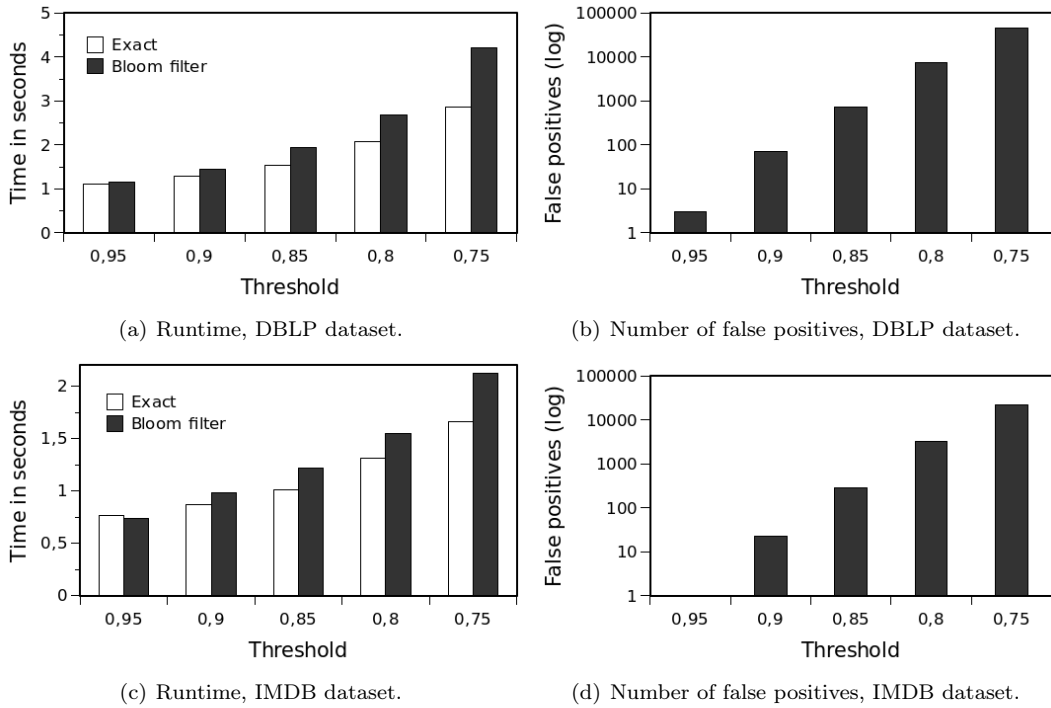 5
4
3
2
1
0
Time in seconds
Exact
Bloom filter
0,95 0,9 0,85 0,8 0,75
Threshold
(a) Runtime, DBLP dataset.
100000
10000
1000
100
10
1
False positives (log)
0,95 0,9 0,85 0,8 0,75
Threshold
(b) Number of false positives, DBLP dataset.
2
1,5
1
0,5
0
Time in seconds
Exact
Bloom filter
0,95 0,9 0,85 0,8 0,75
Threshold
(c) Runtime, IMDB dataset.
100000
10000
1000
100
10
1
False positives (log)
0,95 0,9 0,85 0,8 0,75
Threshold
(d) Number of false positives, IMDB dataset.